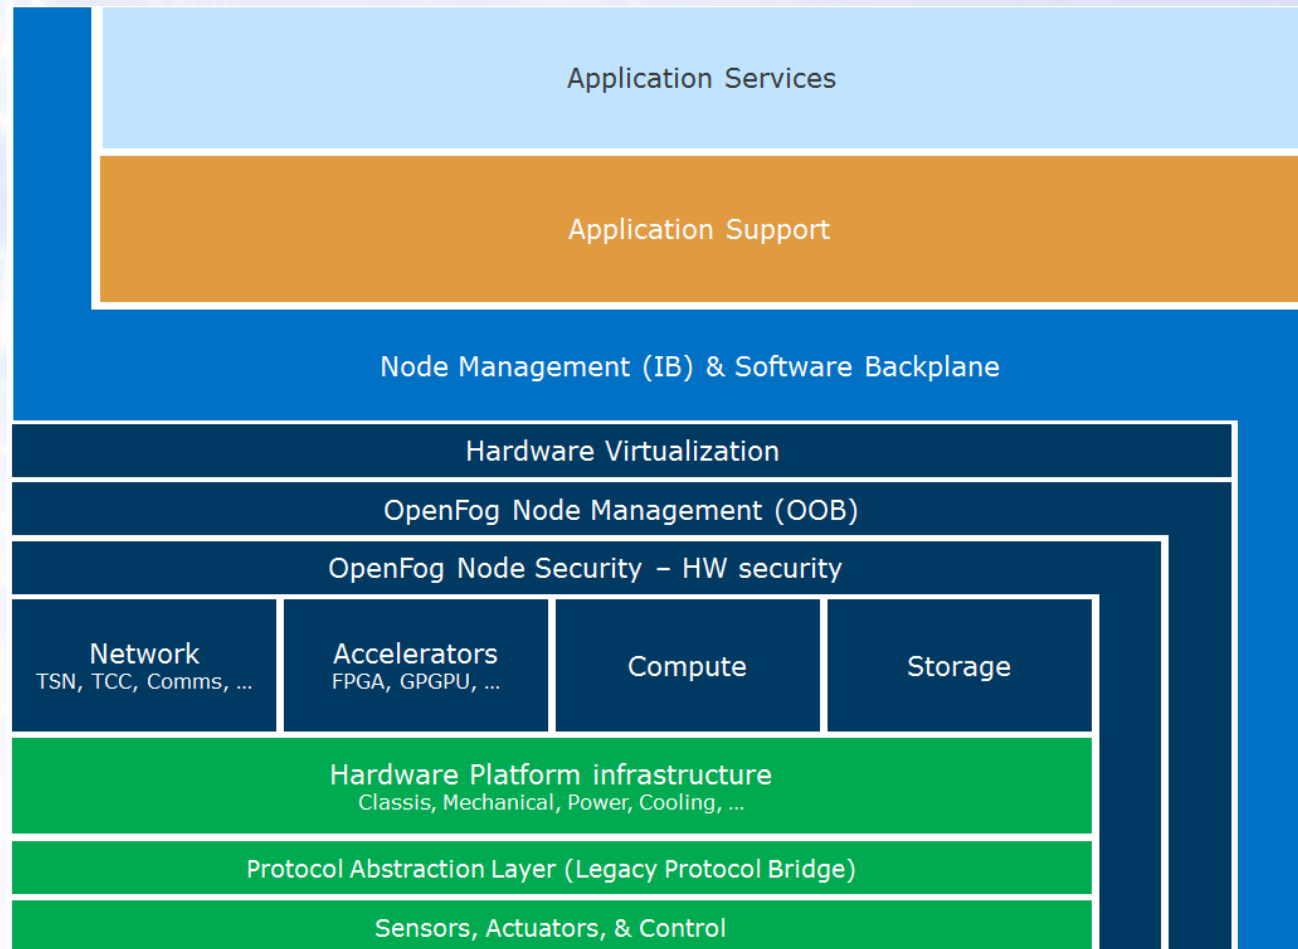 Application Services
Application Support
Node Management (IB) & Software Backplane
Hardware Virtualization
OpenFog Node Management (OOB)
OpenFog Node Security – HW security
Network
TSN, TCC, Comms, ...
Accelerators
FPGA, GPGPU, ...
Compute
Storage
Hardware Platform infrastructure
Classis, Mechanical, Power, Cooling, ...
Protocol Abstraction Layer (Legacy Protocol Bridge)
Sensors, Actuators, & Control